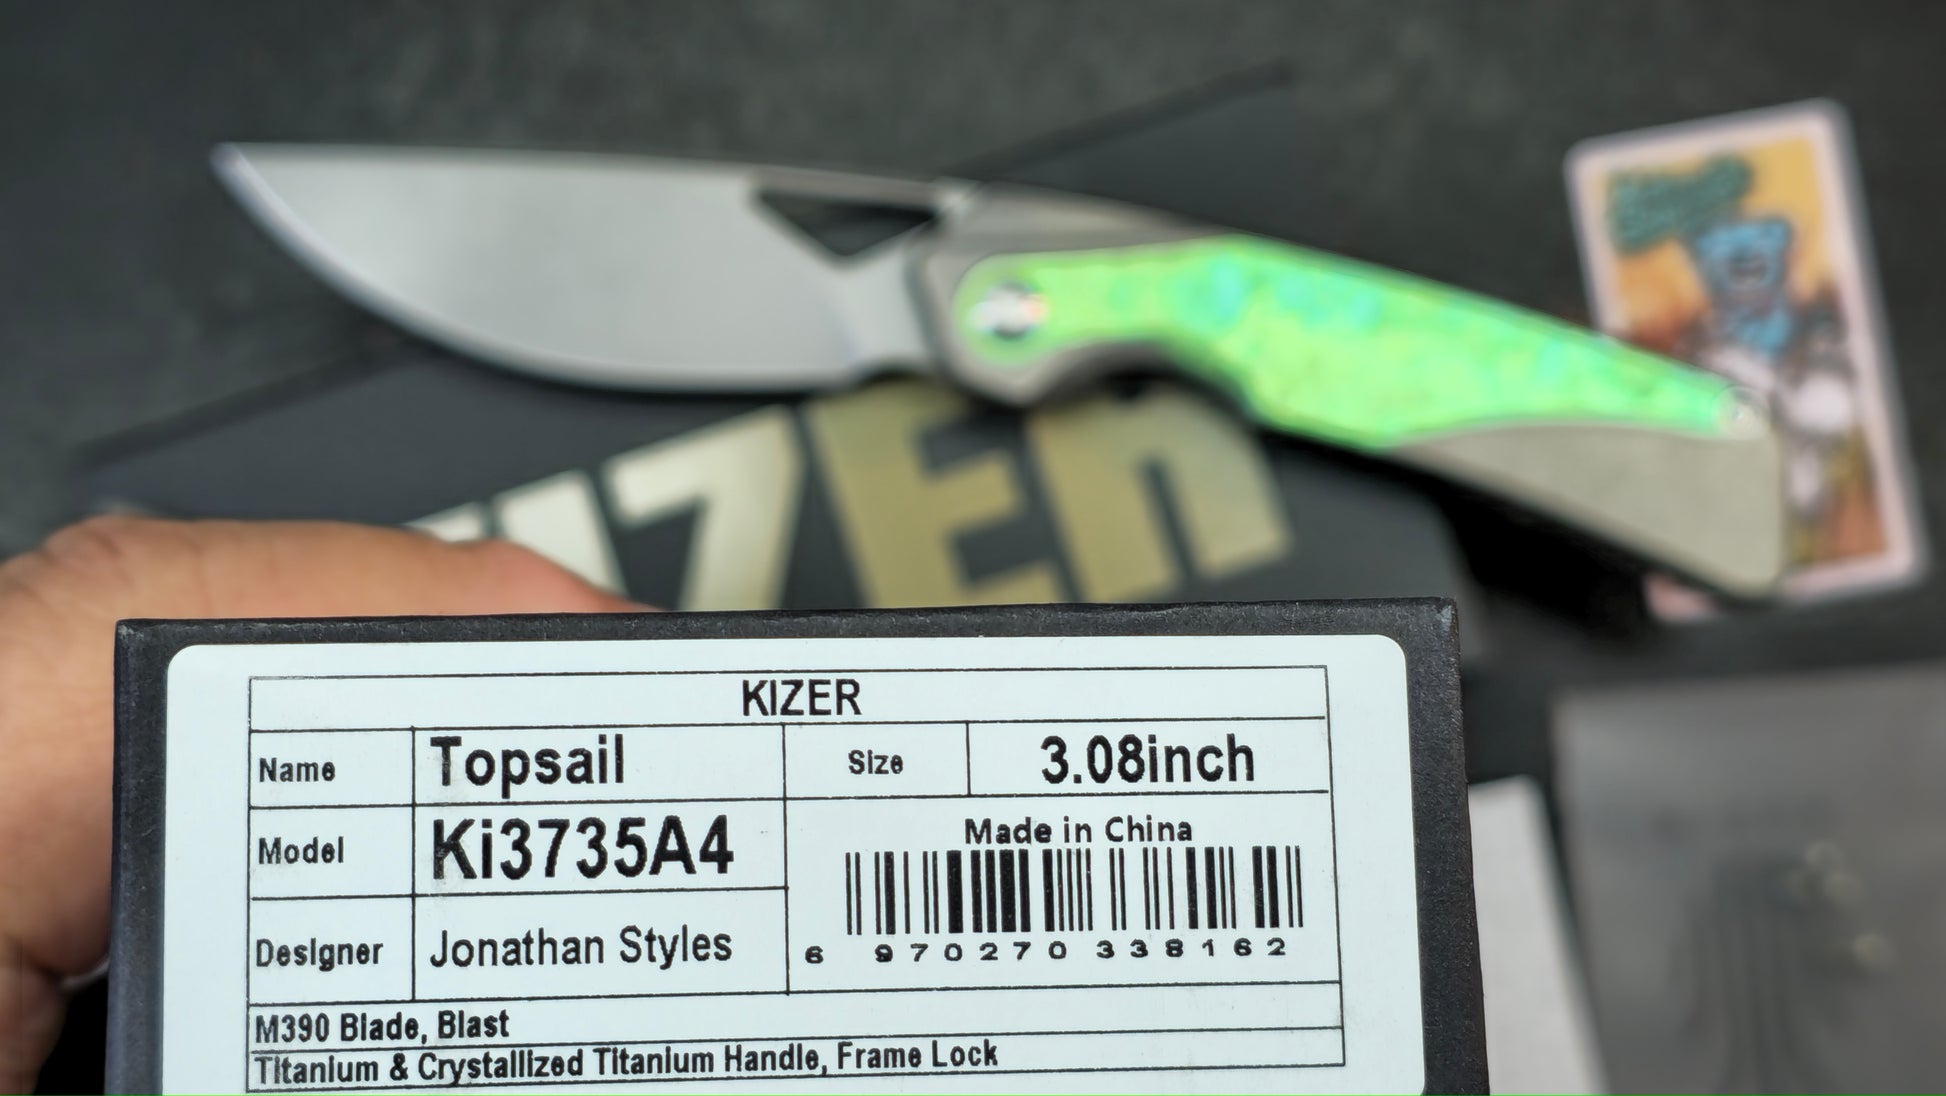 KIZER
KIZER
Name Topsail Size 3.08inch
Model Ki3735A4
Made in China
Designer Jonathan Styles
6 970270 338162
M390 Blade, Blast
Titanium & Crystallized Titanium Handle, Frame Lock